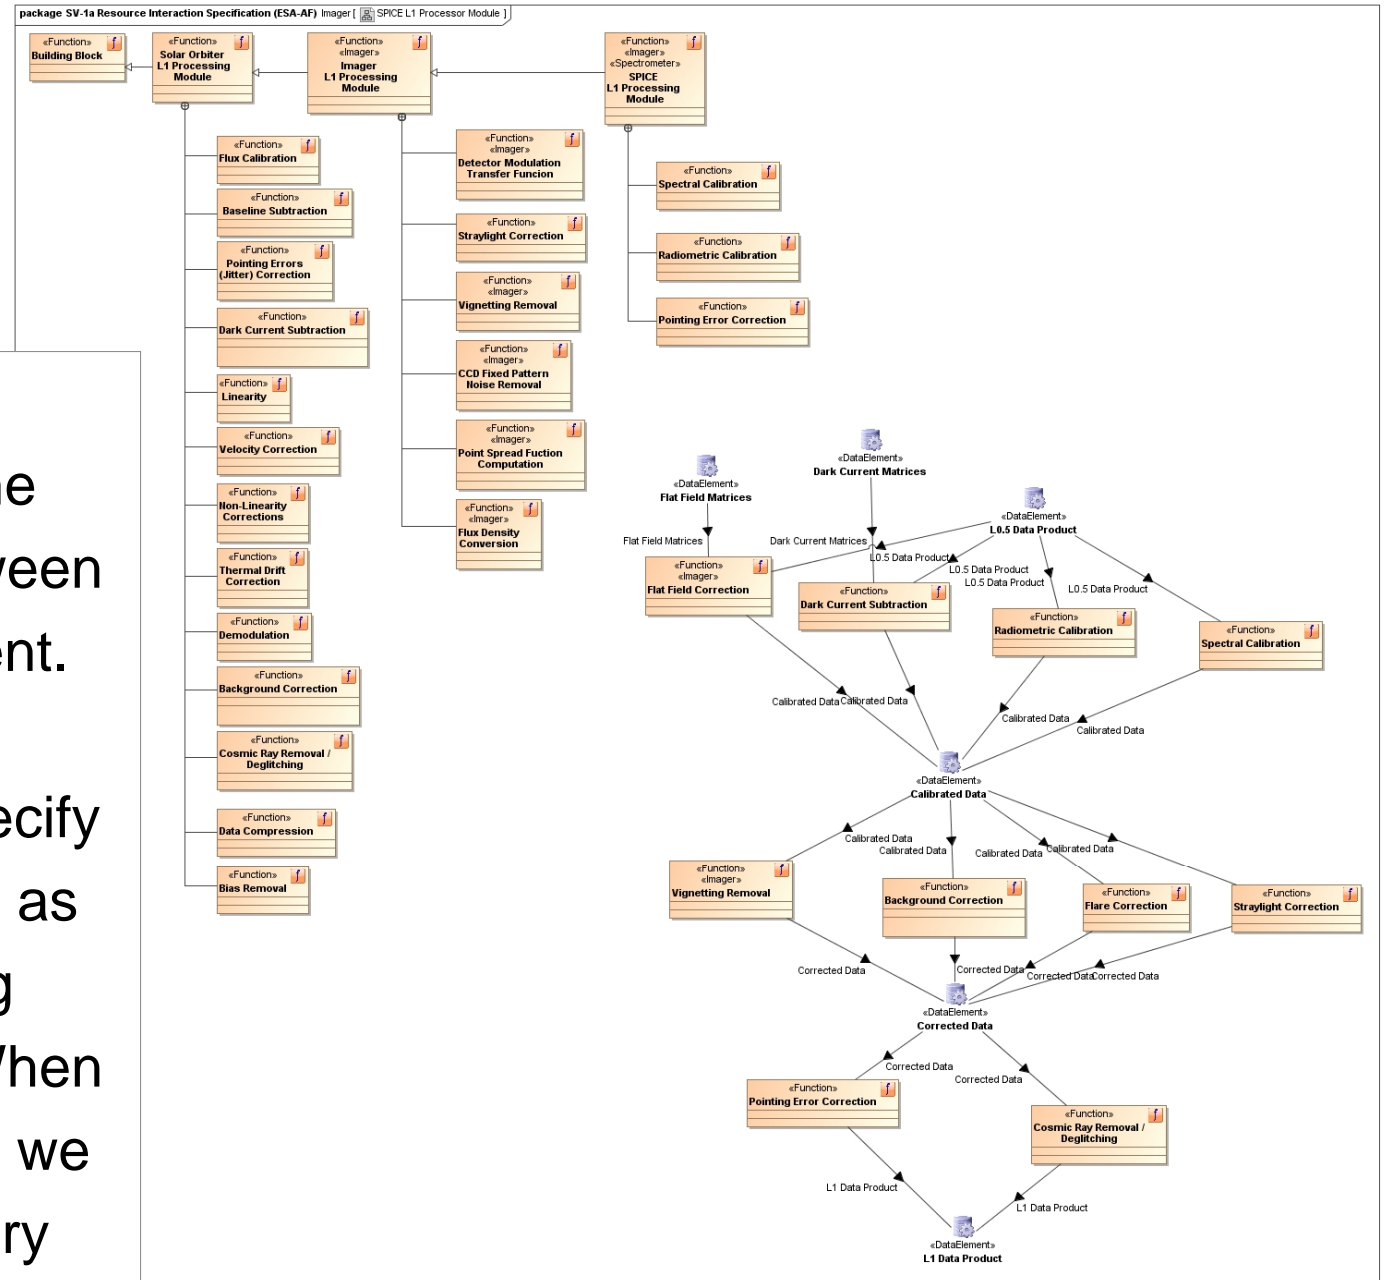 package SV-1a Resource Interaction Specification (ESA-AF) Imager [ SPICE L1 Processor Module ]
«Function»
Building Block
«Function»
Solar Orbiter
L1 Processing
Module
«Function»
«Imager»
Imager
L1 Processing
Module
«Function»
«Imager»
«Spectrometer»
SPICE
L1 Processing
Module
«Function»
Flux Calibration
«Function»
Baseline Subtraction
«Function»
Pointing Errors
(Jitter) Correction
«Function»
Dark Current Subtraction
«Function»
Linearity
«Function»
Velocity Correction
«Function»
Non-Linearity
Corrections
«Function»
Thermal Drift
Correction
«Function»
Demodulation
«Function»
Background Correction
«Function»
Cosmic Ray Removal /
Deglitching
«Function»
Data Compression
«Function»
Bias Removal
«Function»
«Imager»
Detector Modulation
Transfer Funcion
«Function»
Straylight Correction
«Function»
«Imager»
Vignetting Removal
«Function»
«Imager»
CCD Fixed Pattern
Noise Removal
«Function»
«Imager»
Point Spread Fuction
Computation
«Function»
«Imager»
Flux Density
Conversion
«Function»
Spectral Calibration
«Function»
Radiometric Calibration
«Function»
Pointing Error Correction
«DataElement»
Flat Field Matrices
«DataElement»
Dark Current Matrices
«DataElement»
L0.5 Data Product
Flat Field Matrices
Dark Current Matrices
L0.5 Data Product
L0.5 Data Product
L0.5 Data Product
L0.5 Data Product
«Function»
«Imager»
Flat Field Correction
«Function»
Dark Current Subtraction
«Function»
Radiometric Calibration
«Function»
Spectral Calibration
Calibrated Data
Calibrated Data
Calibrated Data
Calibrated Data
«DataElement»
Calibrated Data
Calibrated Data
Calibrated Data
Calibrated Data
Calibrated Data
«Function»
«Imager»
Vignetting Removal
«Function»
Background Correction
«Function»
Flare Correction
«Function»
Straylight Correction
Corrected Data
Corrected Data
Corrected Data
Corrected Data
«DataElement»
Corrected Data
Corrected Data
Corrected Data
«Function»
Pointing Error Correction
«Function»
Cosmic Ray Removal /
Deglitching
L1 Data Product
L1 Data Product
«DataElement»
L1 Data Product
ne
ween
ent.
ecify
as
g
When
we
ry